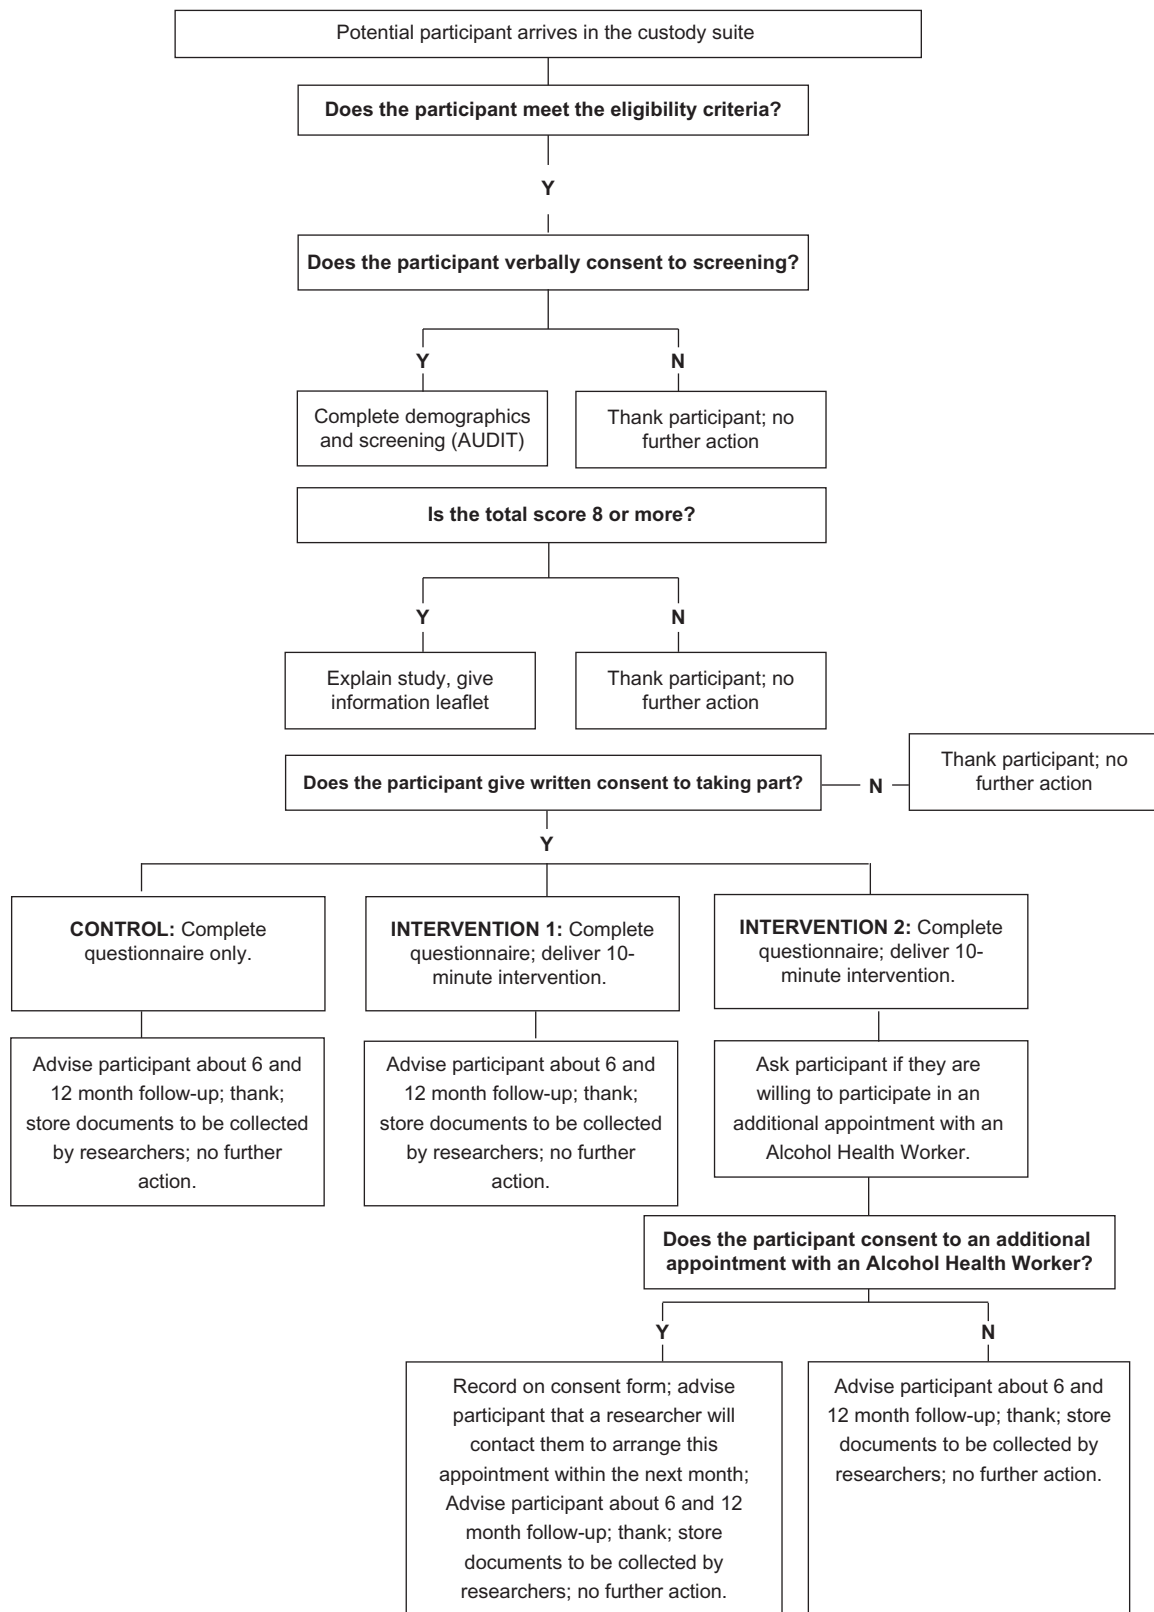 Potential participant arrives in the custody suite
Does the participant meet the eligibility criteria?
Y
Does the participant verbally consent to screening?
Y
N
Complete demographics
and screening (AUDIT)
Thank participant; no
further action
Is the total score 8 or more?
Y
N
Explain study, give
information leaflet
Thank participant; no
further action
Does the participant give written consent to taking part?
N
Thank participant; no
further action
Y
CONTROL: Complete
questionnaire only.
INTERVENTION 1: Complete
questionnaire; deliver 10-
minute intervention.
INTERVENTION 2: Complete
questionnaire; deliver 10-
minute intervention.
Advise participant about 6 and
12 month follow-up; thank;
store documents to be collected
by researchers; no further
action.
Advise participant about 6 and
12 month follow-up; thank;
store documents to be collected
by researchers; no further
action.
Ask participant if they are
willing to participate in an
additional appointment with an
Alcohol Health Worker.
Does the participant consent to an additional
appointment with an Alcohol Health Worker?
Y
N
Record on consent form; advise
participant that a researcher will
contact them to arrange this
appointment within the next month;
Advise participant about 6 and 12
month follow-up; thank; store
documents to be collected by
researchers; no further action.
Advise participant about 6 and
12 month follow-up; thank; store
documents to be collected by
researchers; no further action.